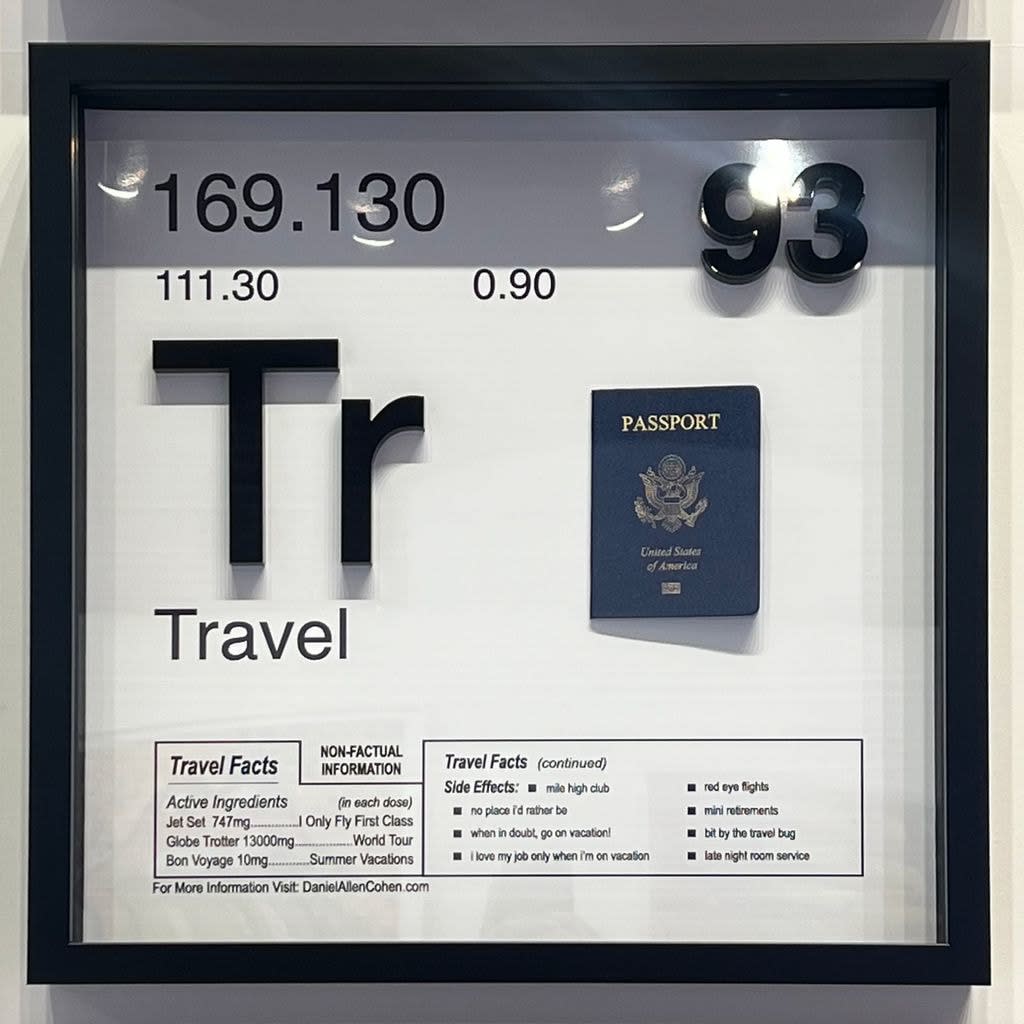 169.130
93
111.30 0.90
Tr
PASSPORT
United States
of America
Travel
Travel Facts
NON-FACTUAL
INFORMATION
Active Ingredients (in each dose)
Jet Set 747mg..............I Only Fly First Class
Globe Trotter 13000mg................World Tour
Bon Voyage 10mg...........Summer Vacations
Travel Facts (continued)
Side Effects: ■ mile high club
■ no place i'd rather be
■ when in doubt, go on vacation!
■ i love my job only when i'm on vacation
■ red eye flights
■ mini retirements
■ bit by the travel bug
■ late night room service
For More Information Visit: DanielAllenCohen.com